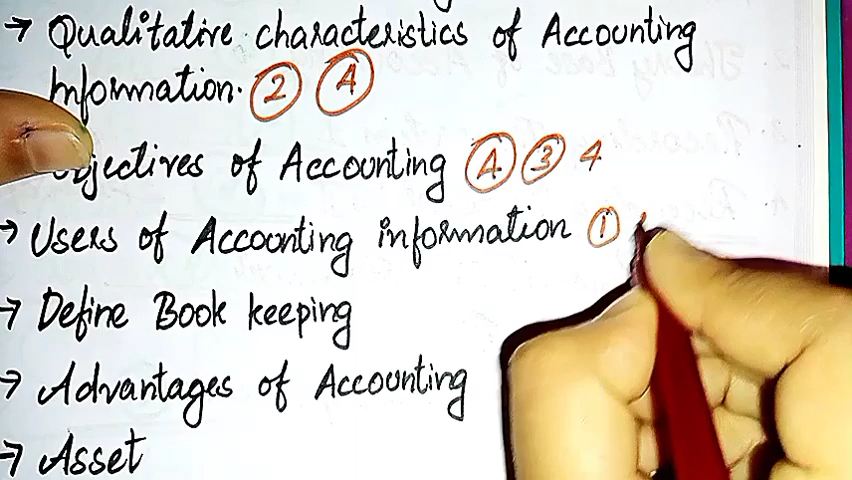 → Qualitative characteristics of Accounting
Information. ② ④
Objectives of Accounting ④ ③ 4
→ Users of Accounting information ①
→ Define Book keeping
→ Advantages of Accounting
→ Asset